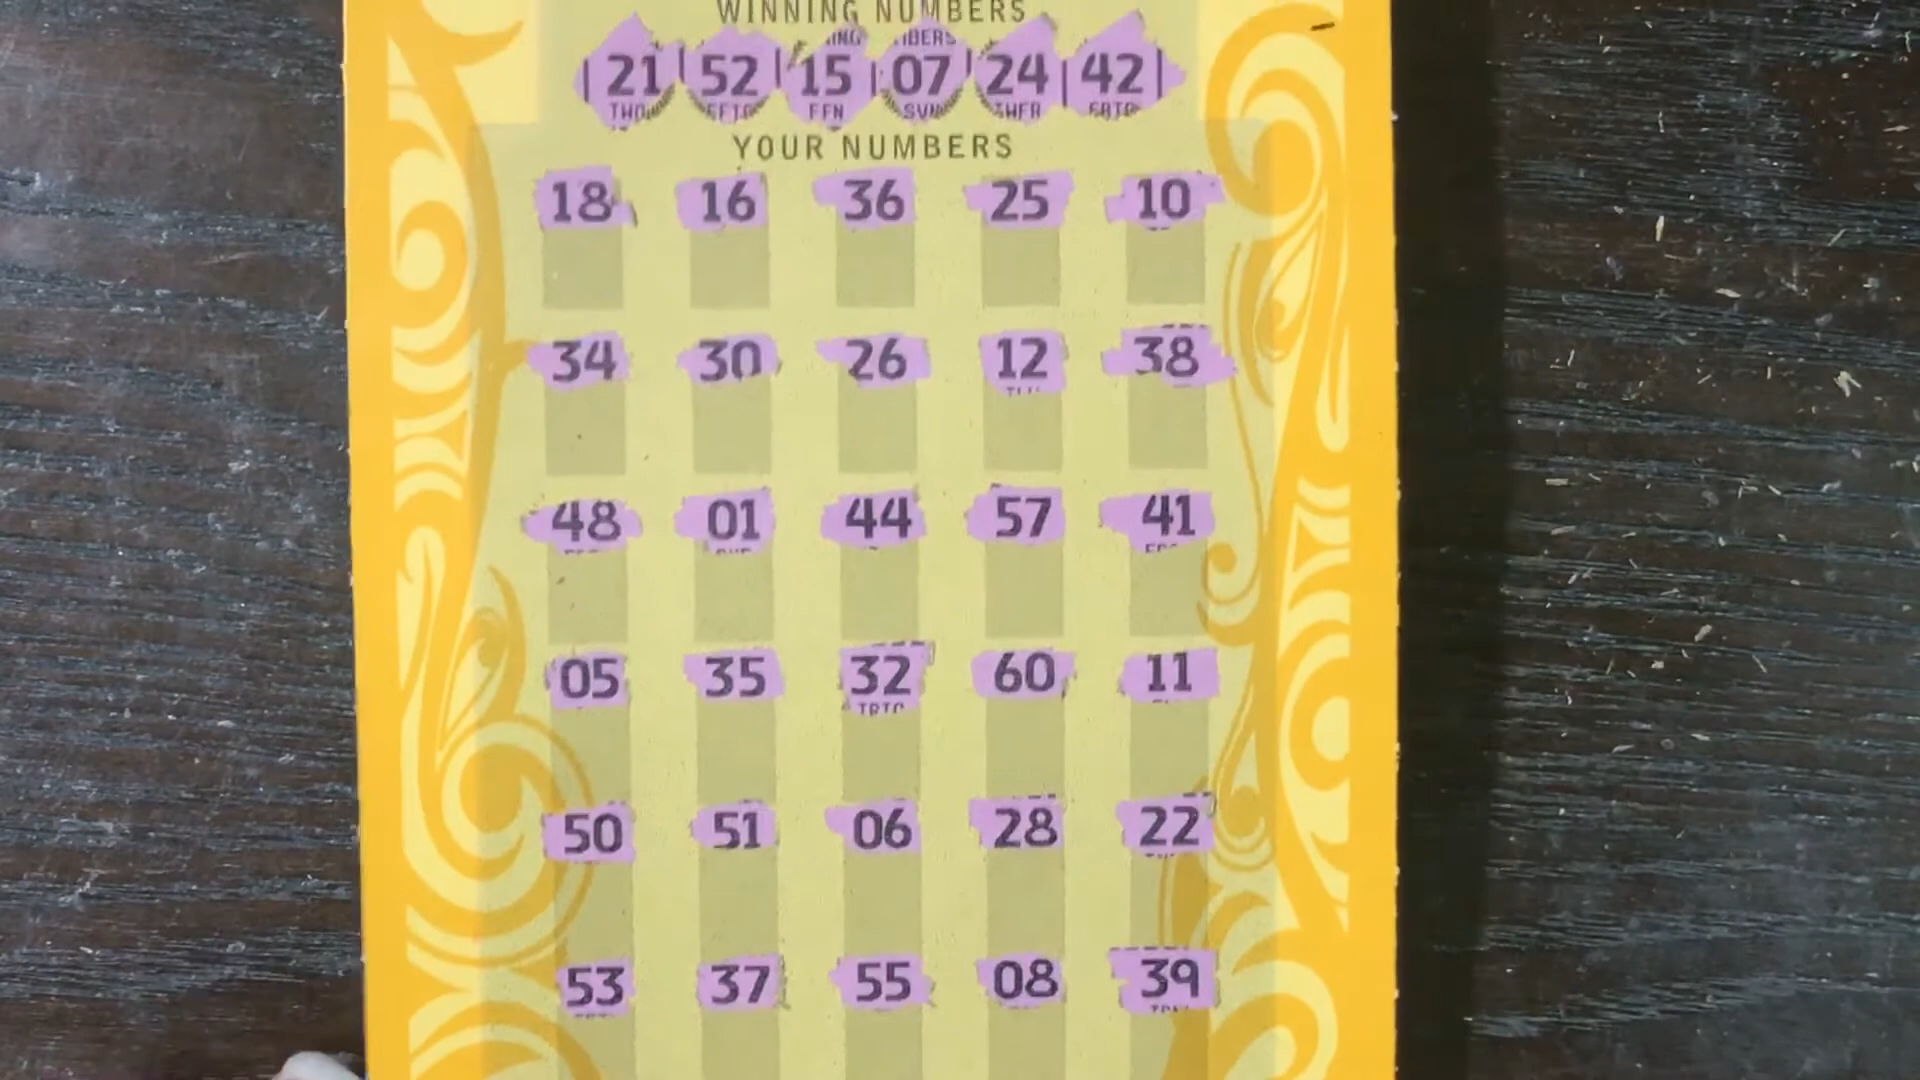 WINNING NUMBERS
21 52 15 07 24 42
YOUR NUMBERS
18 16 36 25 10
34 30 26 12 38
48 01 44 57 41
05 35 32 60 11
50 51 06 28 22
53 37 55 08 39